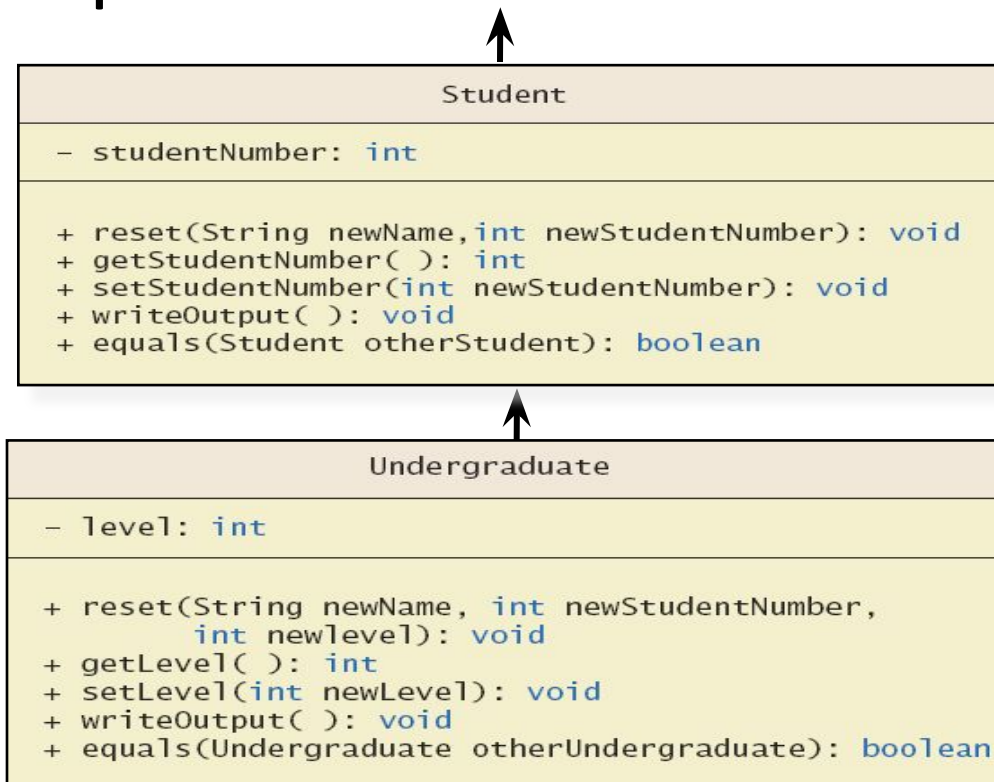 Student
- studentNumber: int
+ reset(String newName,int newStudentNumber): void
+ getStudentNumber( ): int
+ setStudentNumber(int newStudentNumber): void
+ writeOutput( ): void
+ equals(Student otherStudent): boolean
Undergraduate
- level: int
+ reset(String newName, int newStudentNumber,
int newlevel): void
+ getLevel( ): int
+ setLevel(int newLevel): void
+ writeOutput( ): void
+ equals(Undergraduate otherUndergraduate): boolean